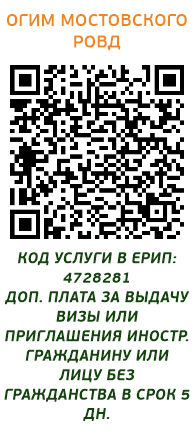 ОГИМ МОСТОВСКОГО
РОВД
КОД УСЛУГИ В ЕРИП:
4728281
ДОП. ПЛАТА ЗА ВЫДАЧУ
ВИЗЫ ИЛИ
ПРИГЛАШЕНИЯ ИНОСТР.
ГРАЖДАНИНУ ИЛИ
ЛИЦУ БЕЗ
ГРАЖДАНСТВА В СРОК 5
ДН.